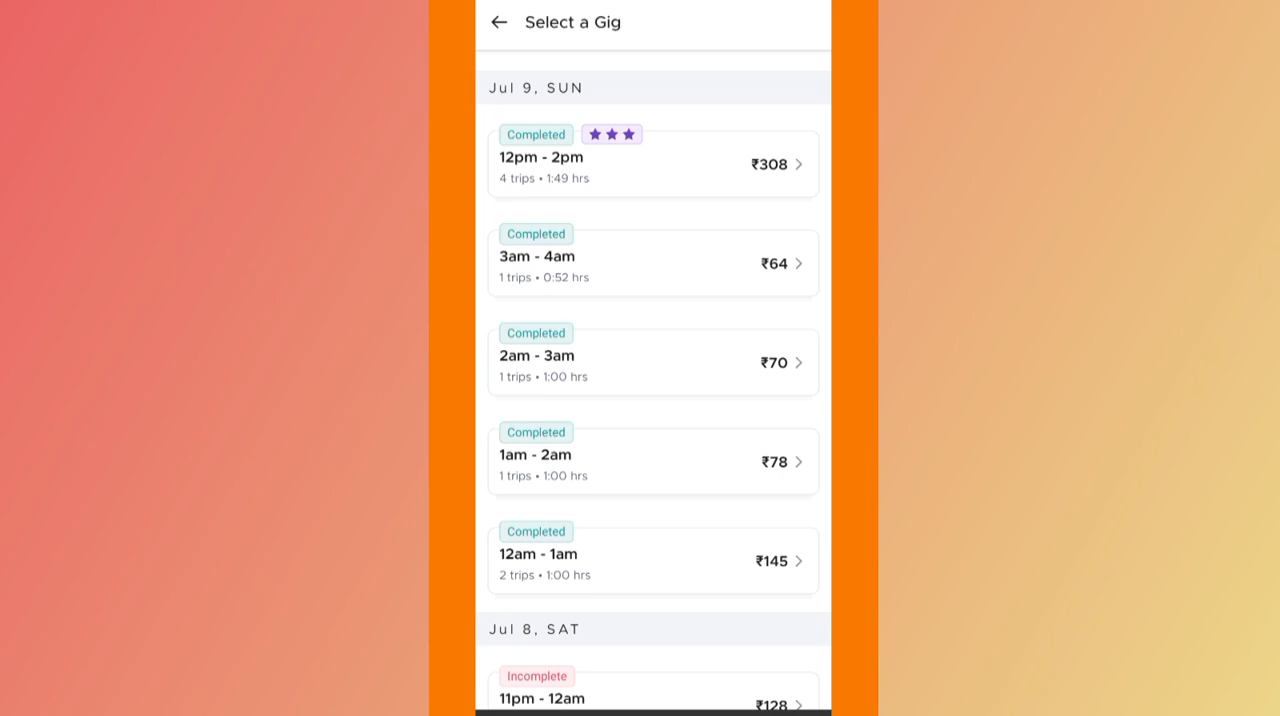 Select a Gig
Jul 9, SUN
Completed
12pm - 2pm
₹308
4 trips • 1:49 hrs
Completed
3am - 4am
₹64
1 trips • 0:52 hrs
Completed
2am - 3am
₹70
1 trips • 1:00 hrs
Completed
1am - 2am
₹78
1 trips • 1:00 hrs
Completed
12am - 1am
₹145
2 trips • 1:00 hrs
Jul 8, SAT
Incomplete
11pm - 12am
₹128